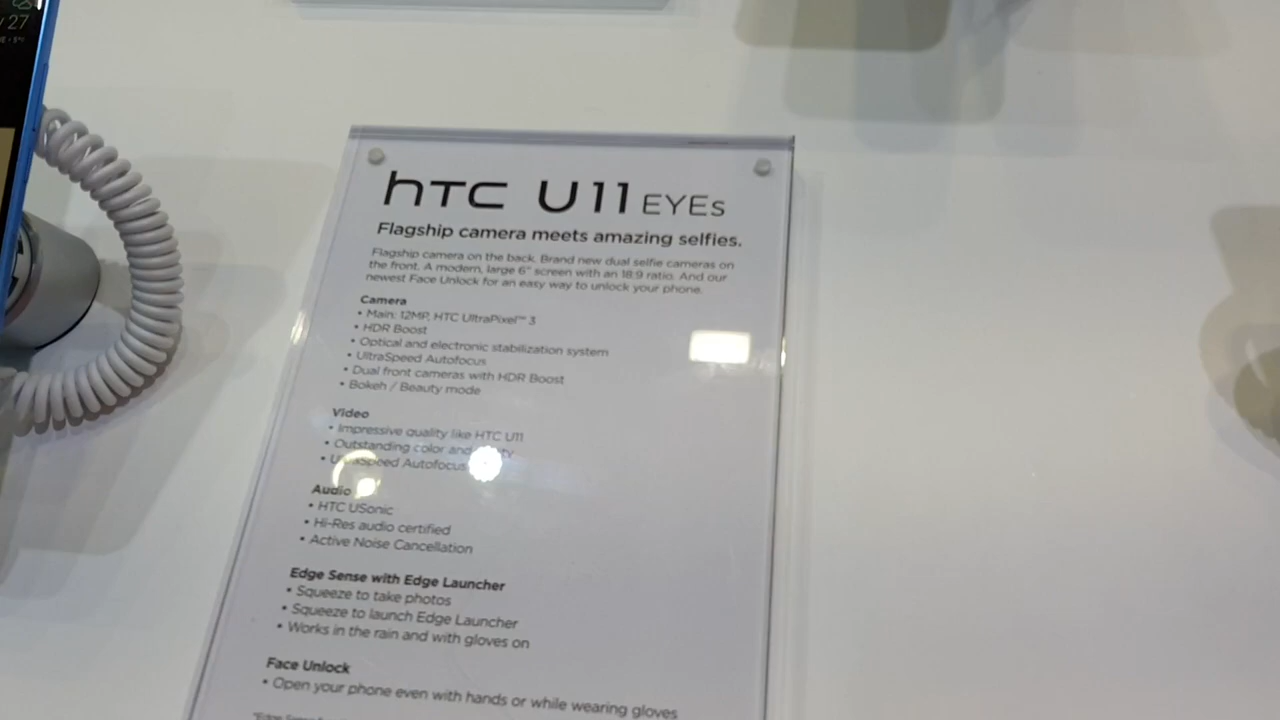 27
hTC U11 EYEs
Flagship camera meets amazing selfies.
Flagship camera on the back. Brand new dual selfie cameras on
the front. A modern, large 6" screen with an 18:9 ratio. And our
newest Face Unlock for an easy way to unlock your phone.
Camera
• Main: 12MP, HTC UltraPixel™ 3
• HDR Boost
• Optical and electronic stabilization system
• UltraSpeed Autofocus
• Dual front cameras with HDR Boost
• Bokeh / Beauty mode
Video
• Impressive quality like HTC U11
• Outstanding color and
• UltraSpeed Autofocus
Audio
• HTC USonic
• Hi-Res audio certified
• Active Noise Cancellation
Edge Sense with Edge Launcher
• Squeeze to take photos
• Squeeze to launch Edge Launcher
• Works in the rain and with gloves on
Face Unlock
• Open your phone even with hands or while wearing gloves
*Edge Sense